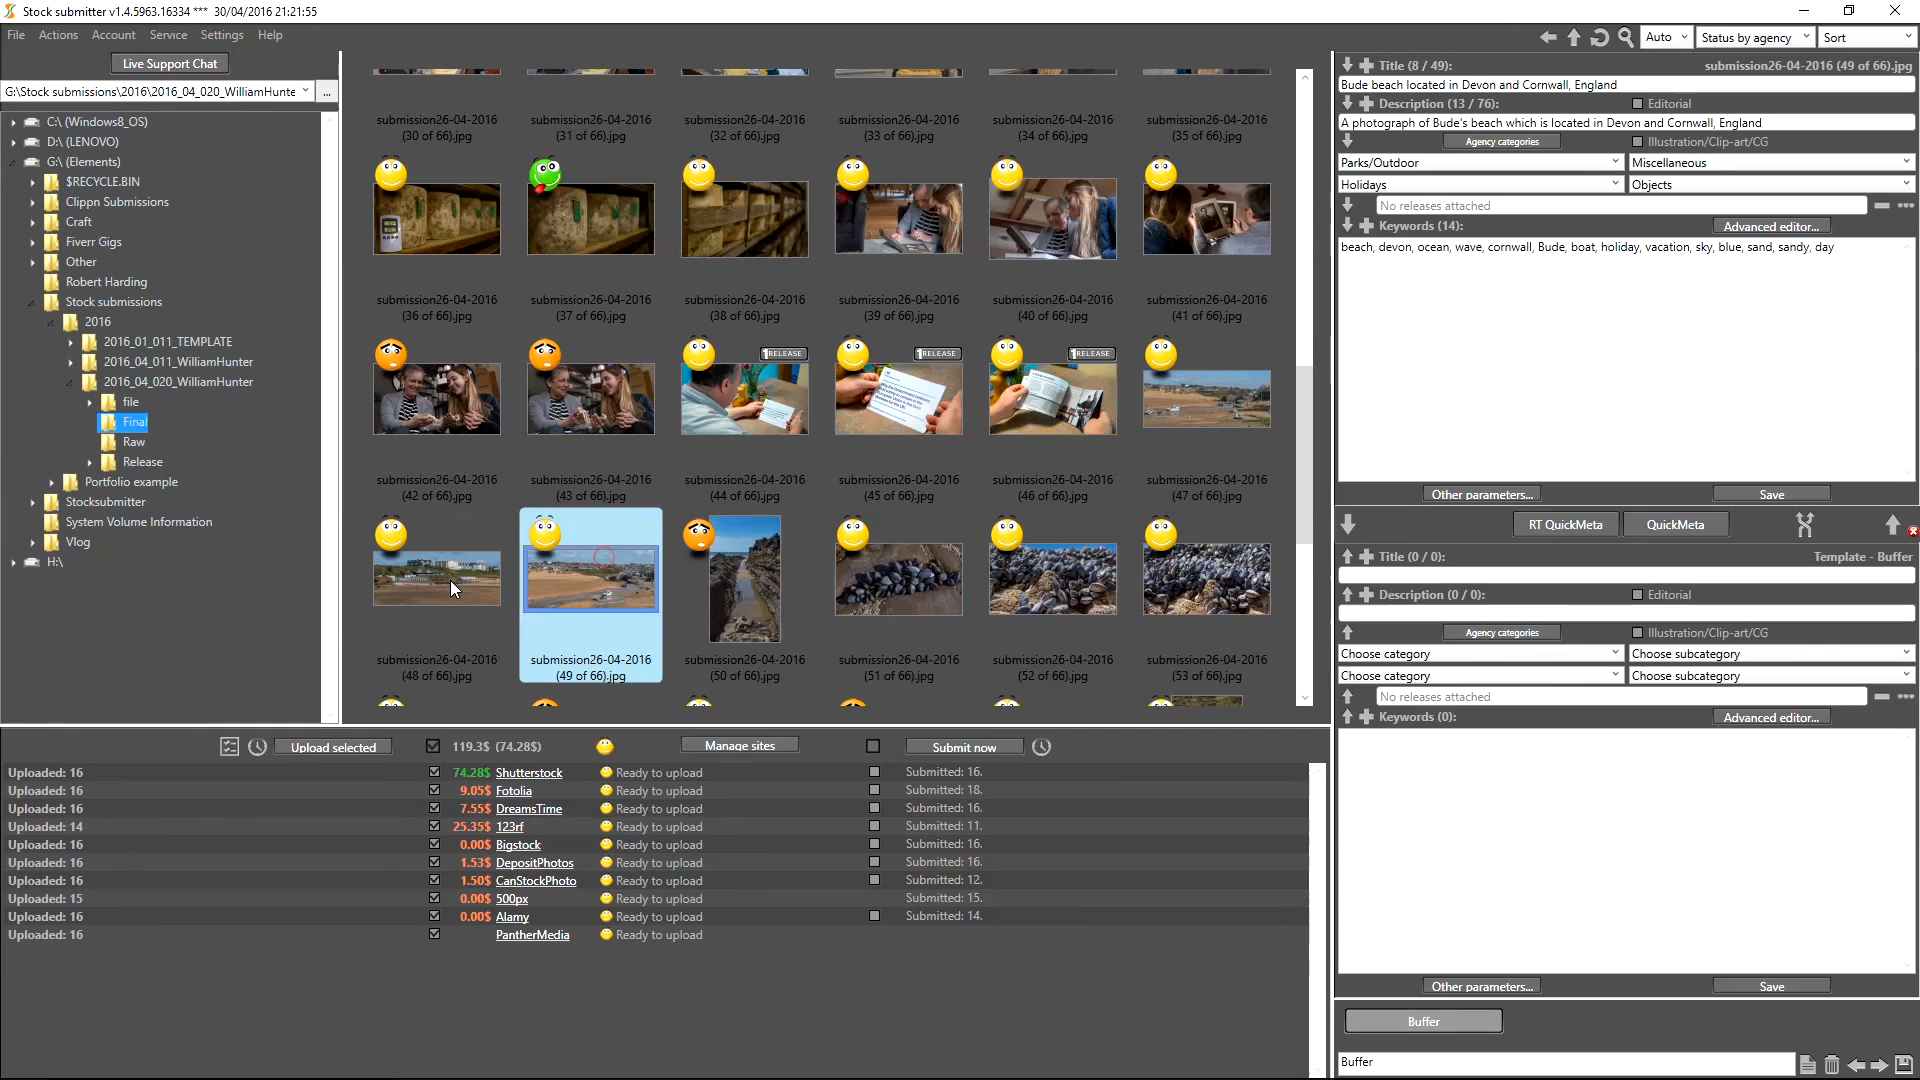 Stock submitter v1.4.5963.16334 *** 30/04/2016 21:21:55
File Actions Account Service Settings Help
Auto Status by agency Sort
Live Support Chat
G:\Stock submissions\2016\2016_04_020_WilliamHunte ...
C:\ (Windows8_OS)
D:\ (LENOVO)
G:\ (Elements)
$RECYCLE.BIN
Clippn Submissions
Craft
Fiverr Gigs
Other
Robert Harding
Stock submissions
2016
2016_01_011_TEMPLATE
2016_04_011_WilliamHunter
2016_04_020_WilliamHunter
file
Final
Raw
Release
Portfolio example
Stocksubmitter
System Volume Information
Vlog
H:\
submission26-04-2016 (30 of 66).jpg
submission26-04-2016 (31 of 66).jpg
submission26-04-2016 (32 of 66).jpg
submission26-04-2016 (33 of 66).jpg
submission26-04-2016 (34 of 66).jpg
submission26-04-2016 (35 of 66).jpg
submission26-04-2016 (36 of 66).jpg
submission26-04-2016 (37 of 66).jpg
submission26-04-2016 (38 of 66).jpg
submission26-04-2016 (39 of 66).jpg
submission26-04-2016 (40 of 66).jpg
submission26-04-2016 (41 of 66).jpg
1RELEASE
1RELEASE
1RELEASE
submission26-04-2016 (42 of 66).jpg
submission26-04-2016 (43 of 66).jpg
submission26-04-2016 (44 of 66).jpg
submission26-04-2016 (45 of 66).jpg
submission26-04-2016 (46 of 66).jpg
submission26-04-2016 (47 of 66).jpg
submission26-04-2016 (48 of 66).jpg
submission26-04-2016 (49 of 66).jpg
submission26-04-2016 (50 of 66).jpg
submission26-04-2016 (51 of 66).jpg
submission26-04-2016 (52 of 66).jpg
submission26-04-2016 (53 of 66).jpg
Title (8 / 49): submission26-04-2016 (49 of 66).jpg
Bude beach located in Devon and Cornwall, England
Description (13 / 76): Editorial
A photograph of Bude's beach which is located in Devon and Cornwall, England
Agency categories Illustration/Clip-art/CG
Parks/Outdoor Miscellaneous
Holidays Objects
No releases attached
Keywords (14): Advanced editor...
beach, devon, ocean, wave, cornwall, Bude, boat, holiday, vacation, sky, blue, sand, sandy, day
Other parameters... Save
RT QuickMeta QuickMeta
Title (0 / 0): Template - Buffer
Description (0 / 0): Editorial
Agency categories Illustration/Clip-art/CG
Choose category Choose subcategory
Choose category Choose subcategory
No releases attached
Keywords (0): Advanced editor...
Other parameters... Save
Buffer
Buffer
Upload selected 119.3$ (74.28$) Manage sites Submit now
Uploaded: 16 74.28$ Shutterstock Ready to upload Submitted: 16.
Uploaded: 16 9.05$ Fotolia Ready to upload Submitted: 18.
Uploaded: 16 7.55$ DreamsTime Ready to upload Submitted: 16.
Uploaded: 14 25.35$ 123rf Ready to upload Submitted: 11.
Uploaded: 16 0.00$ Bigstock Ready to upload Submitted: 16.
Uploaded: 16 1.53$ DepositPhotos Ready to upload Submitted: 16.
Uploaded: 16 1.50$ CanStockPhoto Ready to upload Submitted: 12.
Uploaded: 15 0.00$ 500px Ready to upload Submitted: 15.
Uploaded: 16 0.00$ Alamy Ready to upload Submitted: 14.
Uploaded: 16 PantherMedia Ready to upload